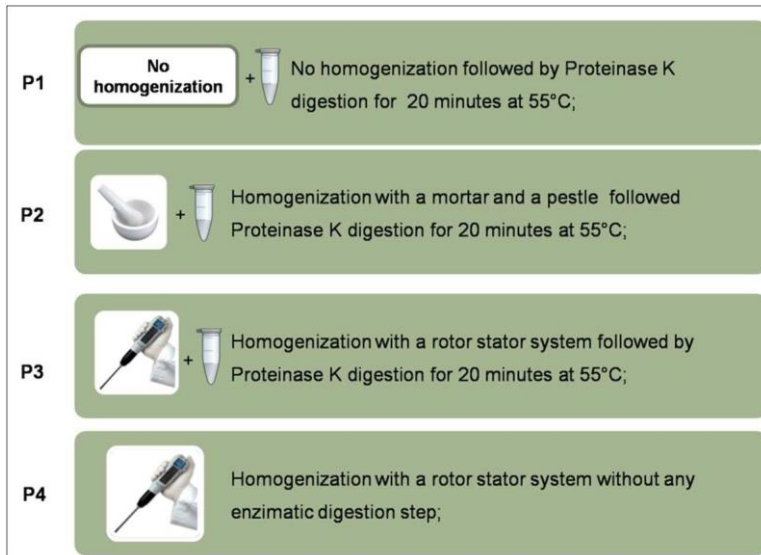 P1
No
homogenization
+
No homogenization followed by Proteinase K
digestion for 20 minutes at 55°C;
P2
+
Homogenization with a mortar and a pestle followed
Proteinase K digestion for 20 minutes at 55°C;
P3
+
Homogenization with a rotor stator system followed by
Proteinase K digestion for 20 minutes at 55°C;
P4
Homogenization with a rotor stator system without any
enzimatic digestion step;